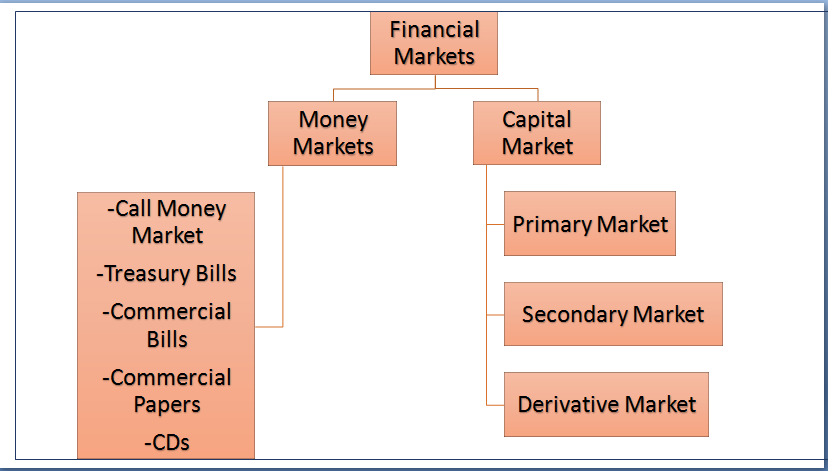 Financial
Markets
Money
Markets
Capital
Market
-Call Money
Market
-Treasury Bills
-Commercial
Bills
-Commercial
Papers
-CDs
Primary Market
Secondary Market
Derivative Market